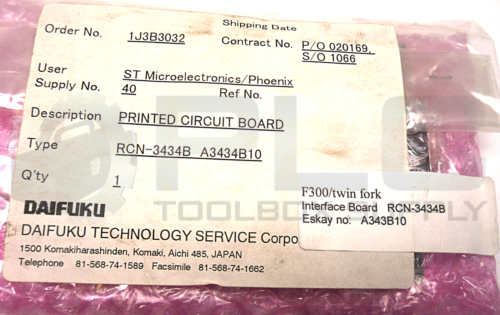 Shipping Date
Order No. 1J3B3032 Contract No. P/O 020169,
S/O 1066
User ST Microelectronics/Phoenix
Supply No. 40 Ref No.
Description PRINTED CIRCUIT BOARD
Type RCN-3434B A3434B10
Q'ty 1
DAIFUKU
DAIFUKU TECHNOLOGY SERVICE Corpo
1500 Komakiharashinden, Komaki, Aichi 485, JAPAN
Telephone 81-568-74-1589 Facsimile 81-568-74-1662
F300/twin fork
Interface Board RCN-3434B
Eskay no: A343B10
PLC
TOOLBOX SUPPLY